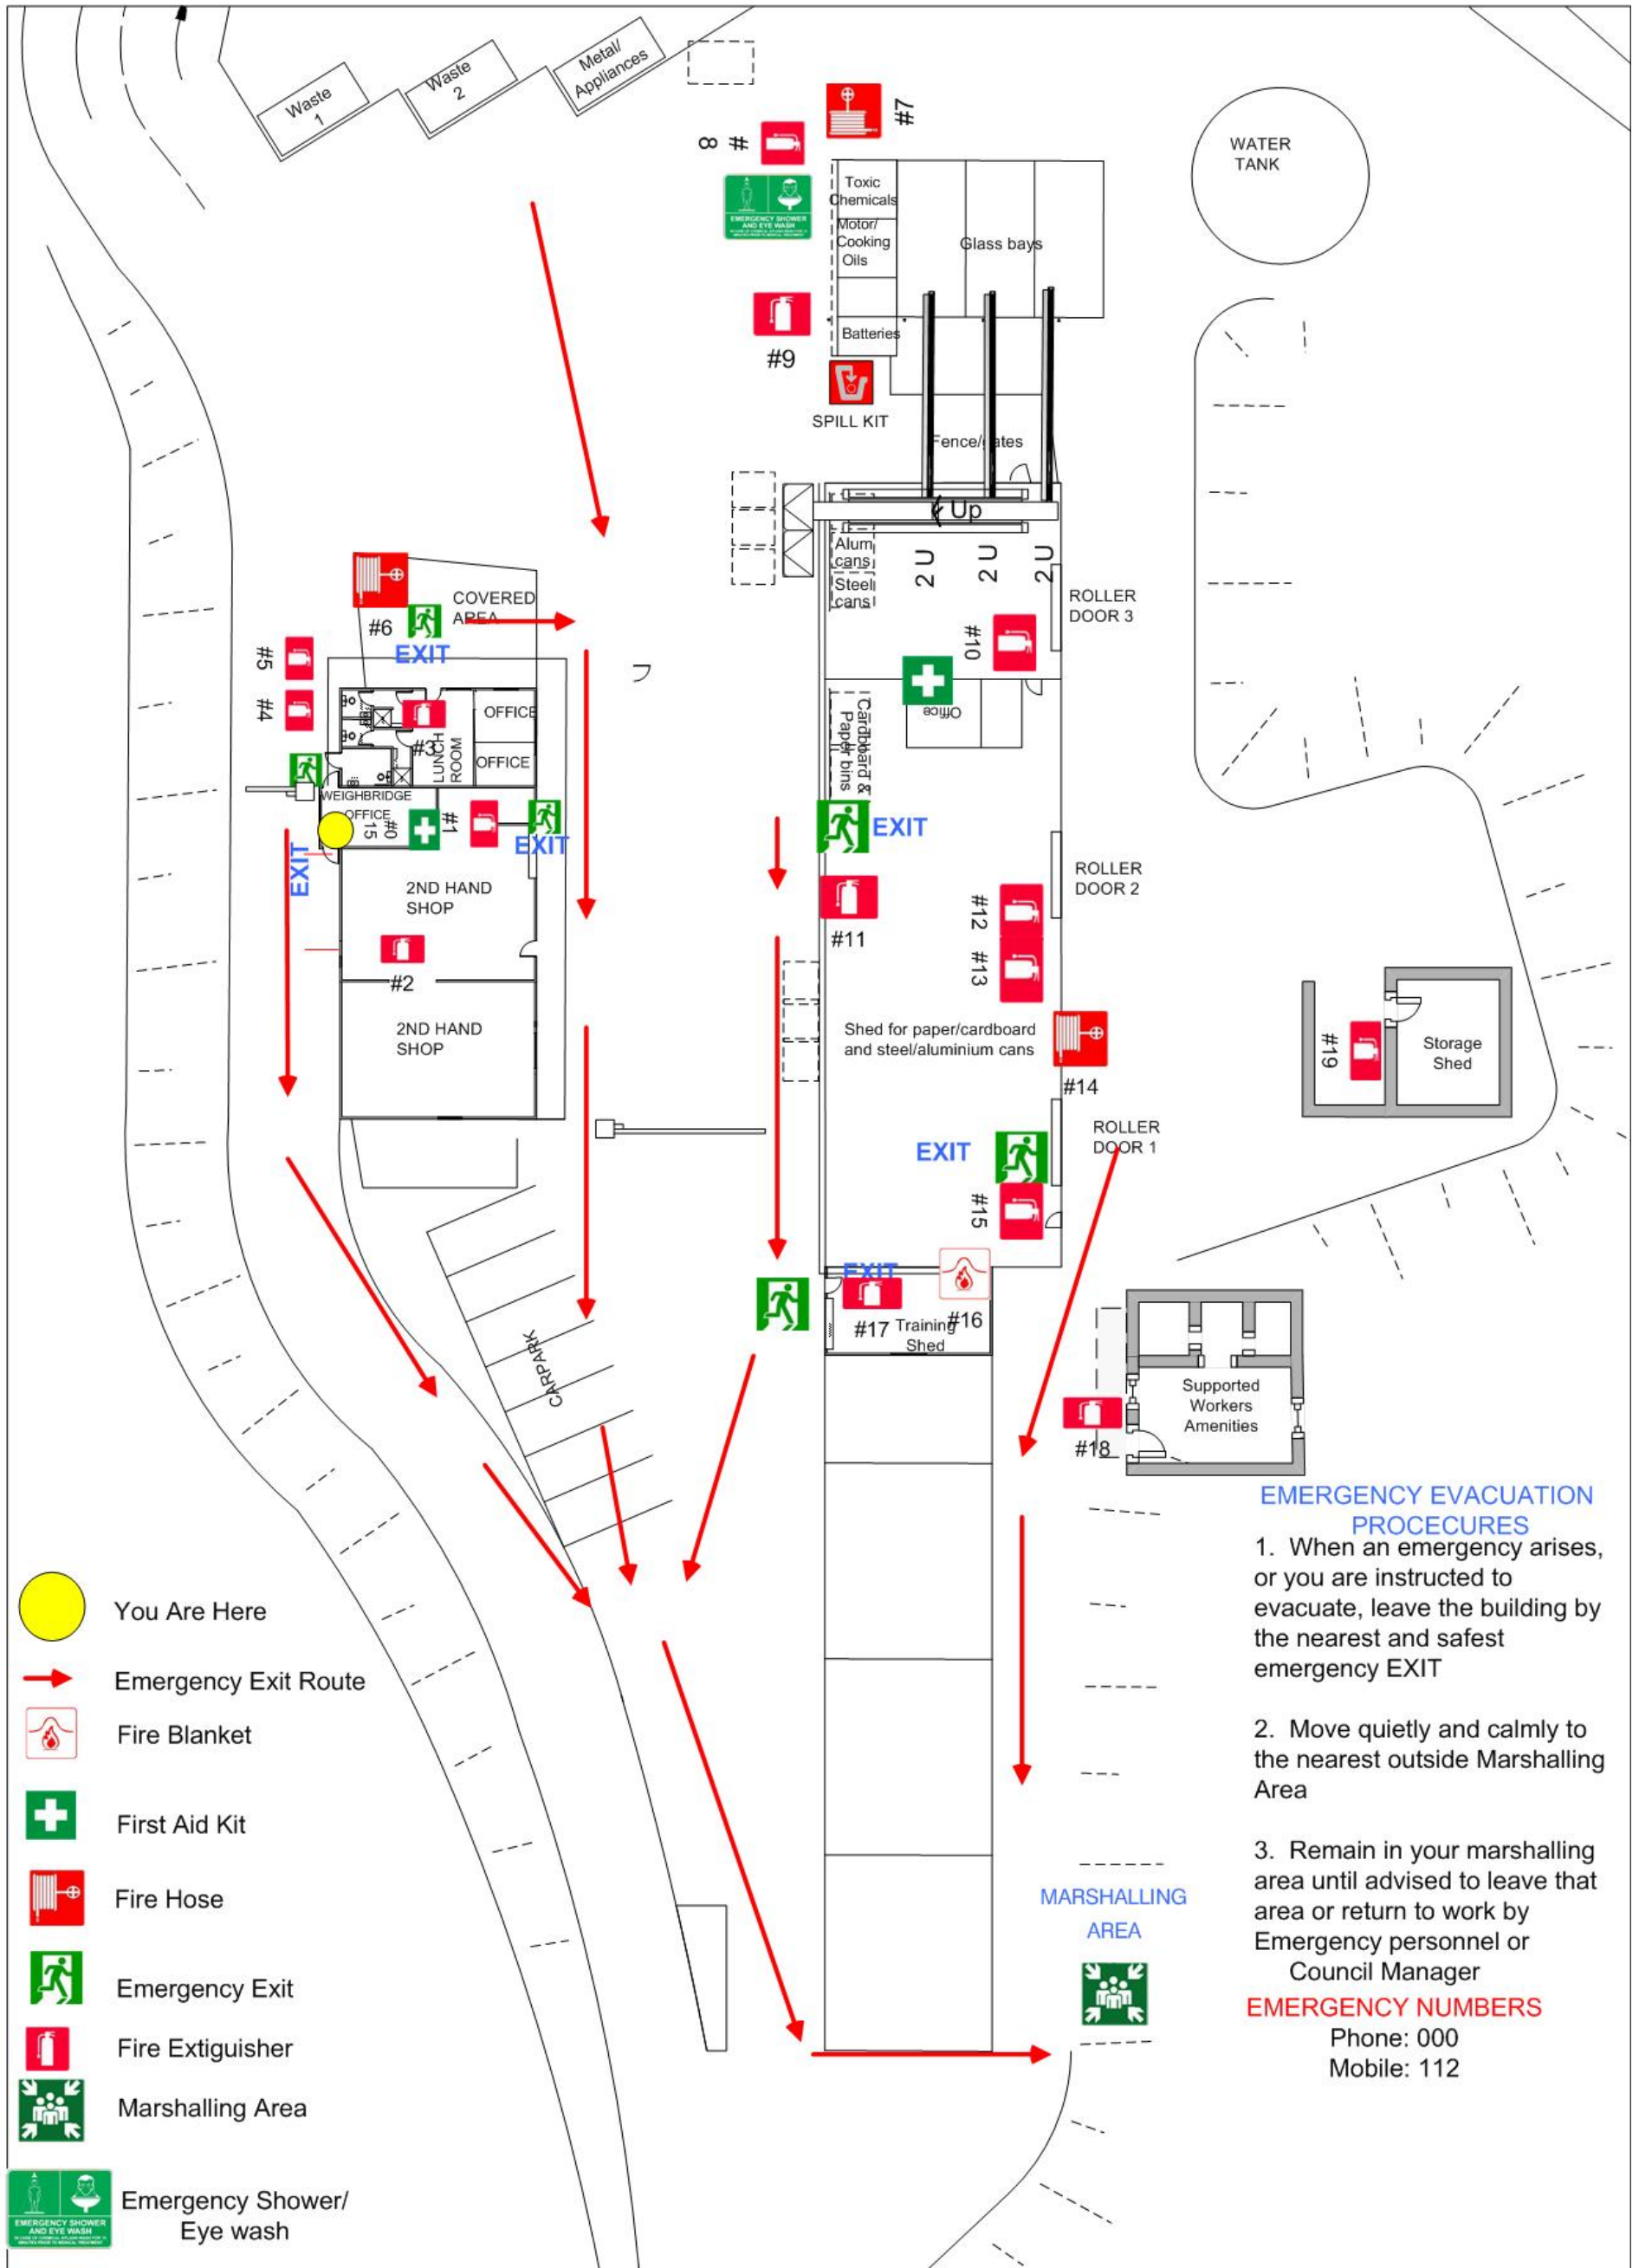 Waste
1
Waste
2
Metal/
Appliances
#7
#
8
EMERGENCY SHOWER
AND EYE WASH
Toxic
Chemicals
Motor/
Cooking
Oils
Glass bays
WATER
TANK
#9
Batteries
SPILL KIT
Fence/gates
Up
Alum
cans
Steel
cans
2 U
2 U
2 U
ROLLER
DOOR 3
#10
COVERED
AREA
#6
EXIT
#5
#4
OFFICE
#3
LUNCH
ROOM
OFFICE
Office
Cardboard &
Paper bins
WEIGHBRIDGE
OFFICE
15
#0
#1
EXIT
EXIT
EXIT
2ND HAND
SHOP
#2
2ND HAND
SHOP
ROLLER
DOOR 2
#11
#12
#13
Shed for paper/cardboard
and steel/aluminium cans
#14
#19
Storage
Shed
EXIT
ROLLER
DOOR 1
#15
EXIT
#16
#17
Training
Shed
CARPARK
Supported
Workers
Amenities
#18
EMERGENCY EVACUATION
PROCECURES
1. When an emergency arises,
or you are instructed to
evacuate, leave the building by
the nearest and safest
emergency EXIT
2. Move quietly and calmly to
the nearest outside Marshalling
Area
3. Remain in your marshalling
area until advised to leave that
area or return to work by
Emergency personnel or
Council Manager
EMERGENCY NUMBERS
Phone: 000
Mobile: 112
MARSHALLING
AREA
You Are Here
Emergency Exit Route
Fire Blanket
First Aid Kit
Fire Hose
Emergency Exit
Fire Extiguisher
Marshalling Area
EMERGENCY SHOWER
AND EYE WASH
Emergency Shower/
Eye wash